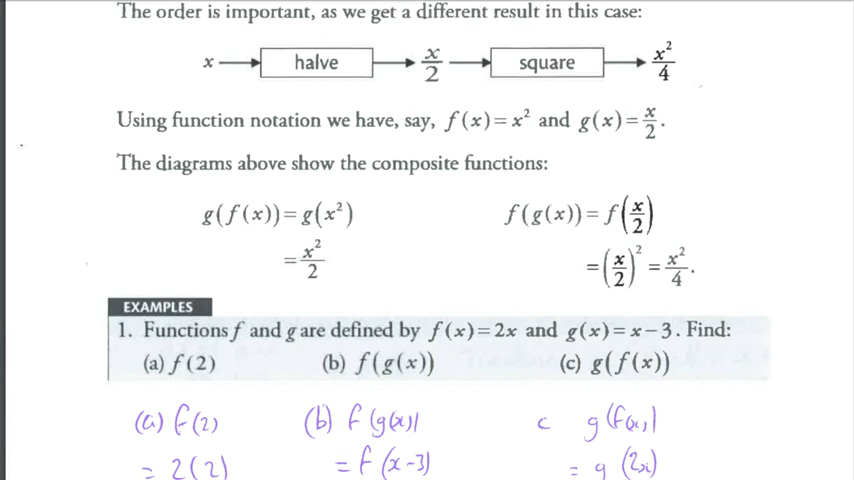 The order is important, as we get a different result in this case:
x → halve → x/2 → square → x²/4
Using function notation we have, say, f(x)=x² and g(x)=x/2.
The diagrams above show the composite functions:
g(f(x))=g(x²) f(g(x))=f(x/2)
=x²/2 =(x/2)²=x²/4.
EXAMPLES
1. Functions f and g are defined by f(x)=2x and g(x)=x−3. Find:
(a) f(2) (b) f(g(x)) (c) g(f(x))
(a) f(2) (b) f(g(x)) c g(f(x))
= 2(2) = f(x-3) = g(2x)